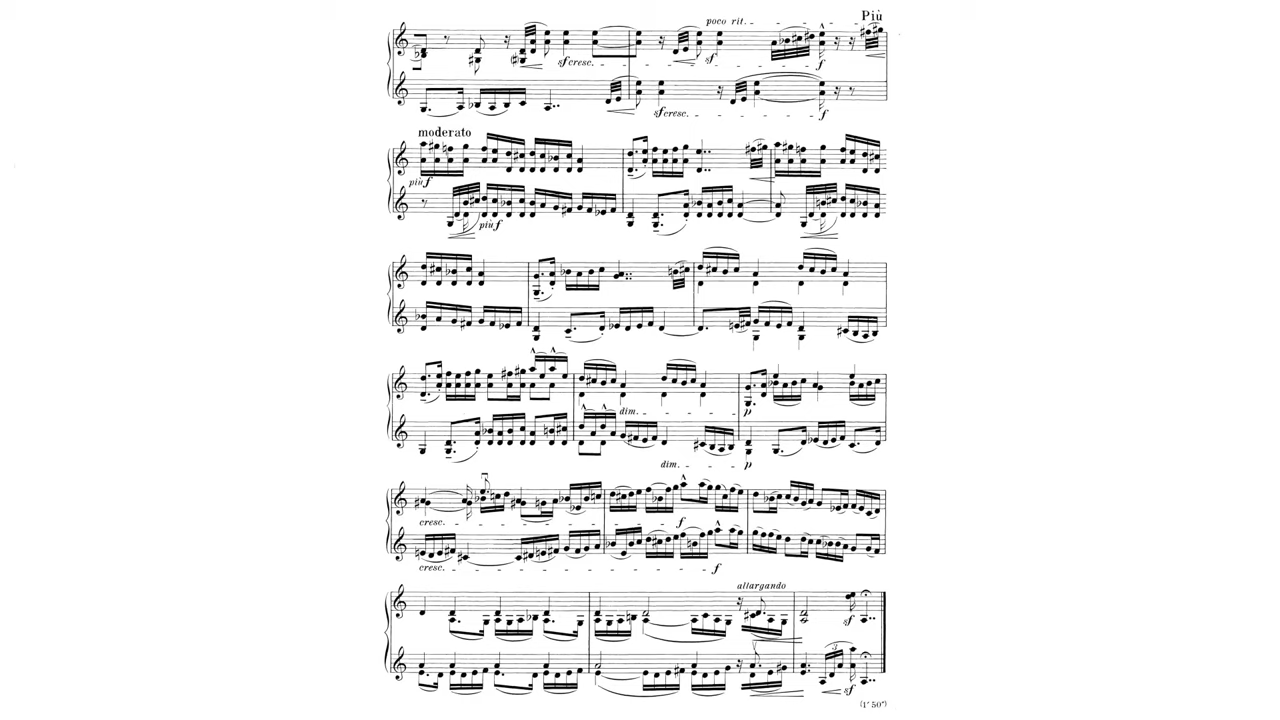 poco rit. Più
sf cresc. sf f
sf cresc. f
moderato
più f
più f
dim.
p
dim. p
cresc. f
cresc. f
allargando
sf
3
sf
(1' 50")